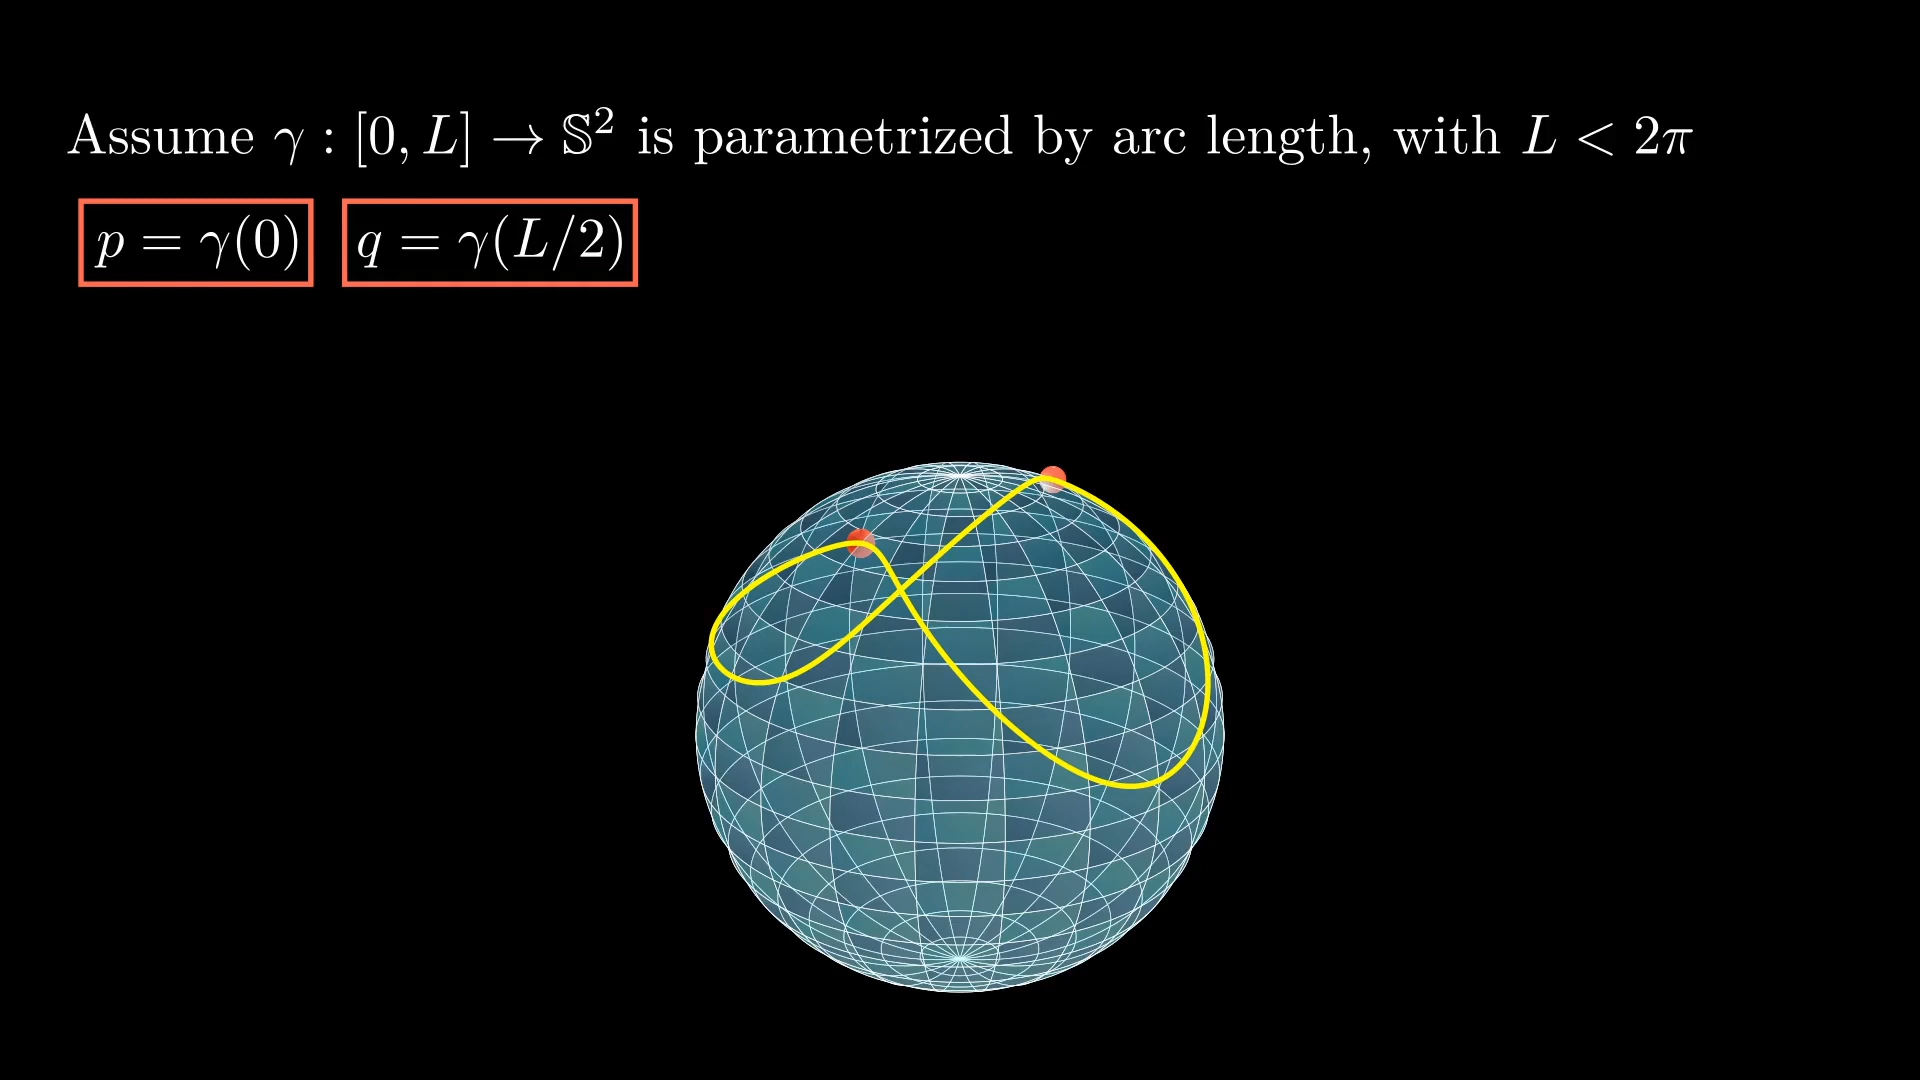 Assume γ : [0, L] → 𝕊² is parametrized by arc length, with L < 2π
p = γ(0) q = γ(L/2)